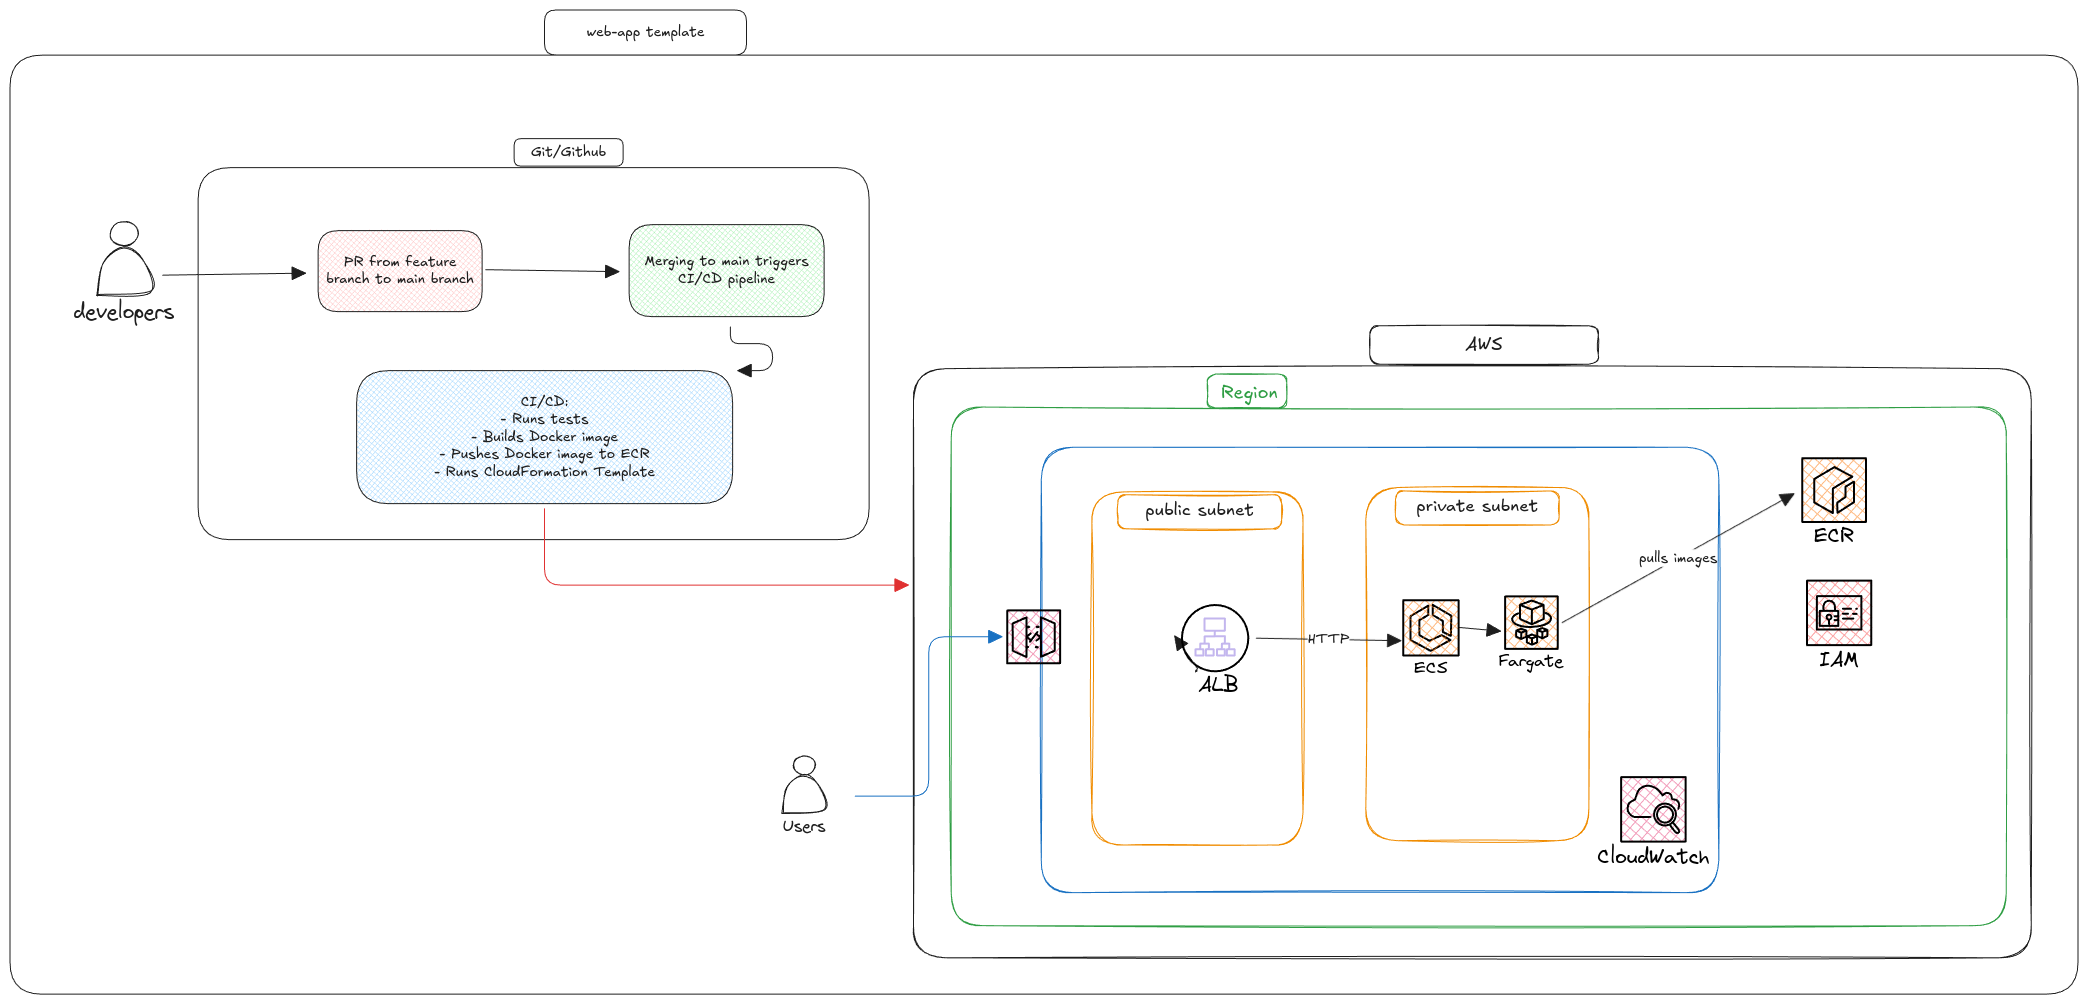 web-app template
Git/Github
developers
PR from feature
branch to main branch
Merging to main triggers
CI/CD pipeline
CI/CD:
- Runs tests
- Builds Docker image
- Pushes Docker image to ECR
- Runs CloudFormation Template
AWS
Region
public subnet
private subnet
ECR
pulls images
HTTP
ALB
ECS
Fargate
IAM
Users
CloudWatch